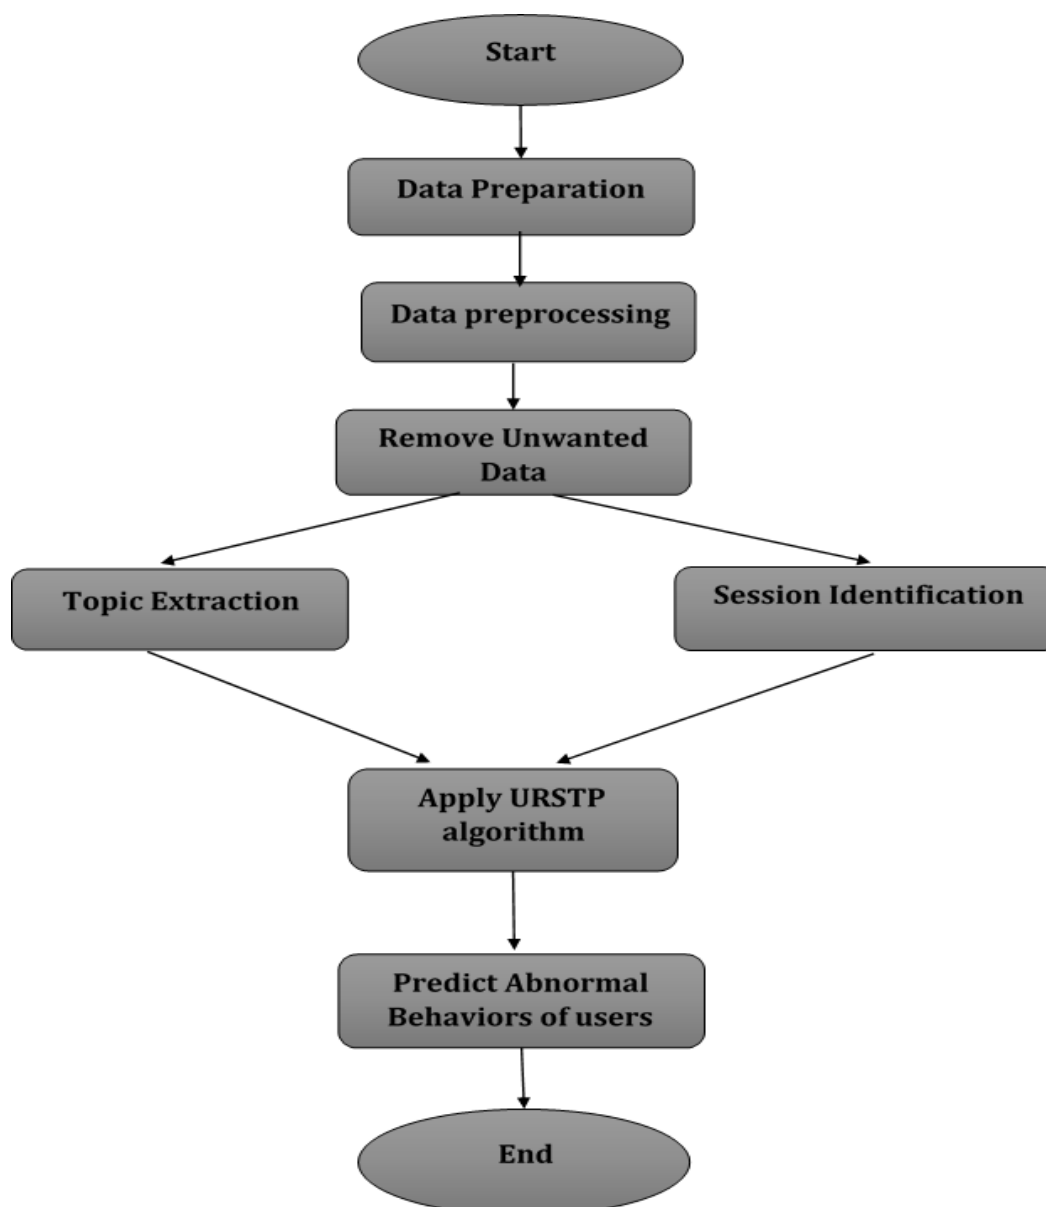 Start
Data Preparation
Data preprocessing
Remove Unwanted
Data
Topic Extraction
Session Identification
Apply URSTP
algorithm
Predict Abnormal
Behaviors of users
End